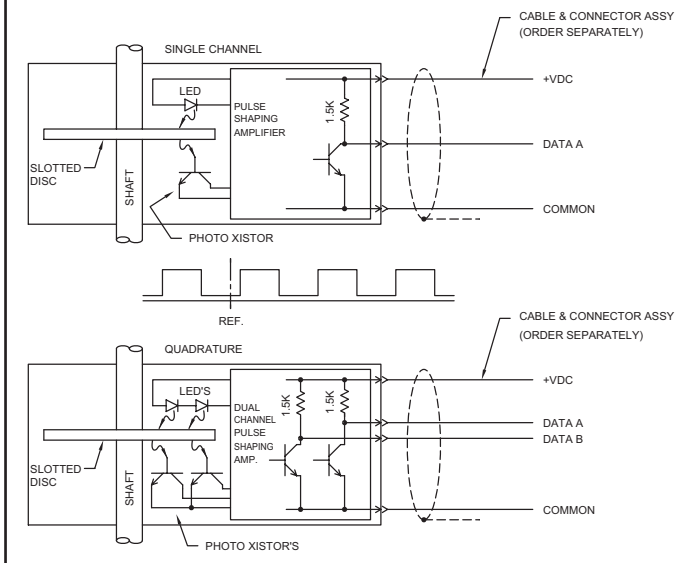 CABLE & CONNECTOR ASSY
(ORDER SEPARATELY)
SINGLE CHANNEL
LED
+VDC
PULSE
SHAPING
AMPLIFIER
1.5K
DATA A
SLOTTED
DISC
SHAFT
COMMON
PHOTO XISTOR
REF.
CABLE & CONNECTOR ASSY
(ORDER SEPARATELY)
QUADRATURE
LED'S
+VDC
DUAL
CHANNEL
PULSE
SHAPING
AMP.
1.5K
1.5K
DATA A
DATA B
SLOTTED
DISC
SHAFT
COMMON
PHOTO XISTOR'S